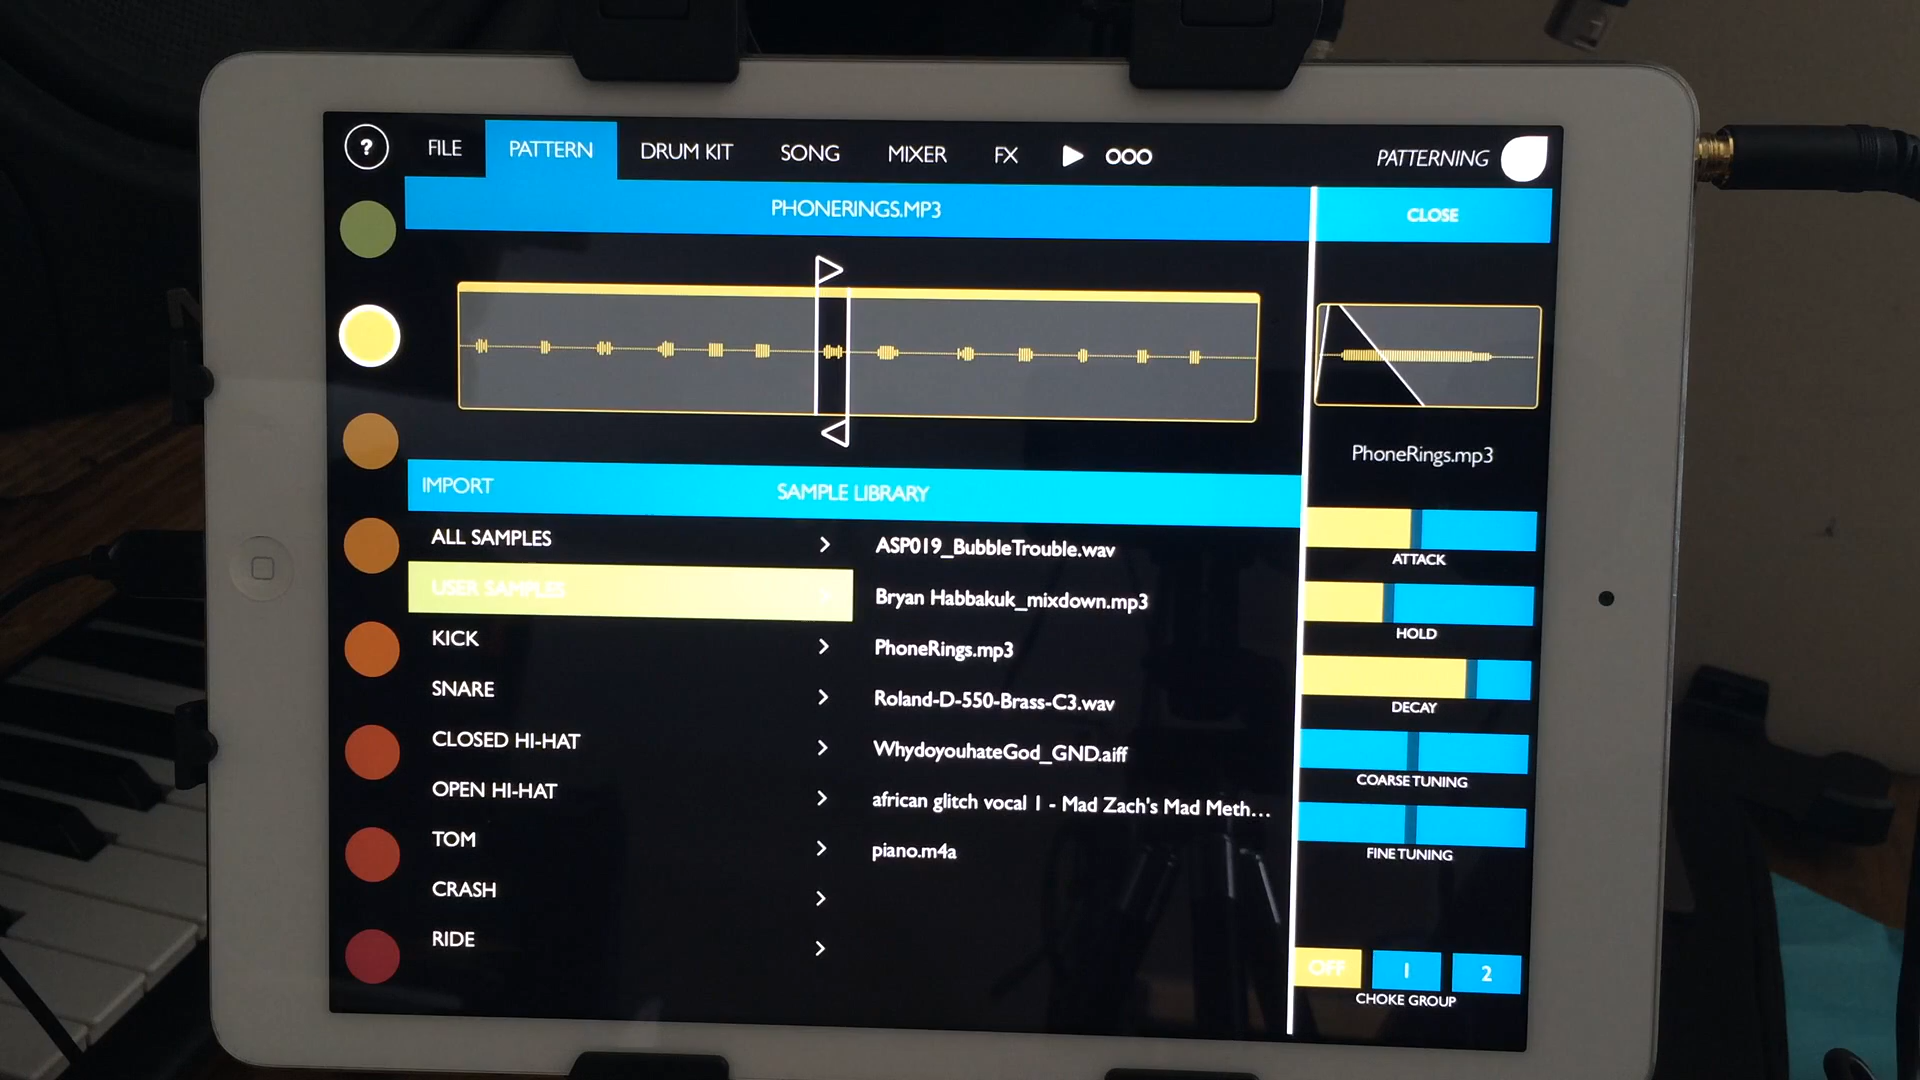 ? FILE PATTERN DRUM KIT SONG MIXER FX PATTERNING
PHONERINGS.MP3 CLOSE
PhoneRings.mp3
IMPORT SAMPLE LIBRARY
ALL SAMPLES ASP019_BubbleTrouble.wav
USER SAMPLES Bryan Habbakuk_mixdown.mp3
KICK PhoneRings.mp3
SNARE Roland-D-550-Brass-C3.wav
CLOSED HI-HAT WhydoyouhateGod_GND.aiff
OPEN HI-HAT african glitch vocal 1 - Mad Zach's Mad Meth...
TOM piano.m4a
CRASH
RIDE
ATTACK
HOLD
DECAY
COARSE TUNING
FINE TUNING
OFF 1 2
CHOKE GROUP